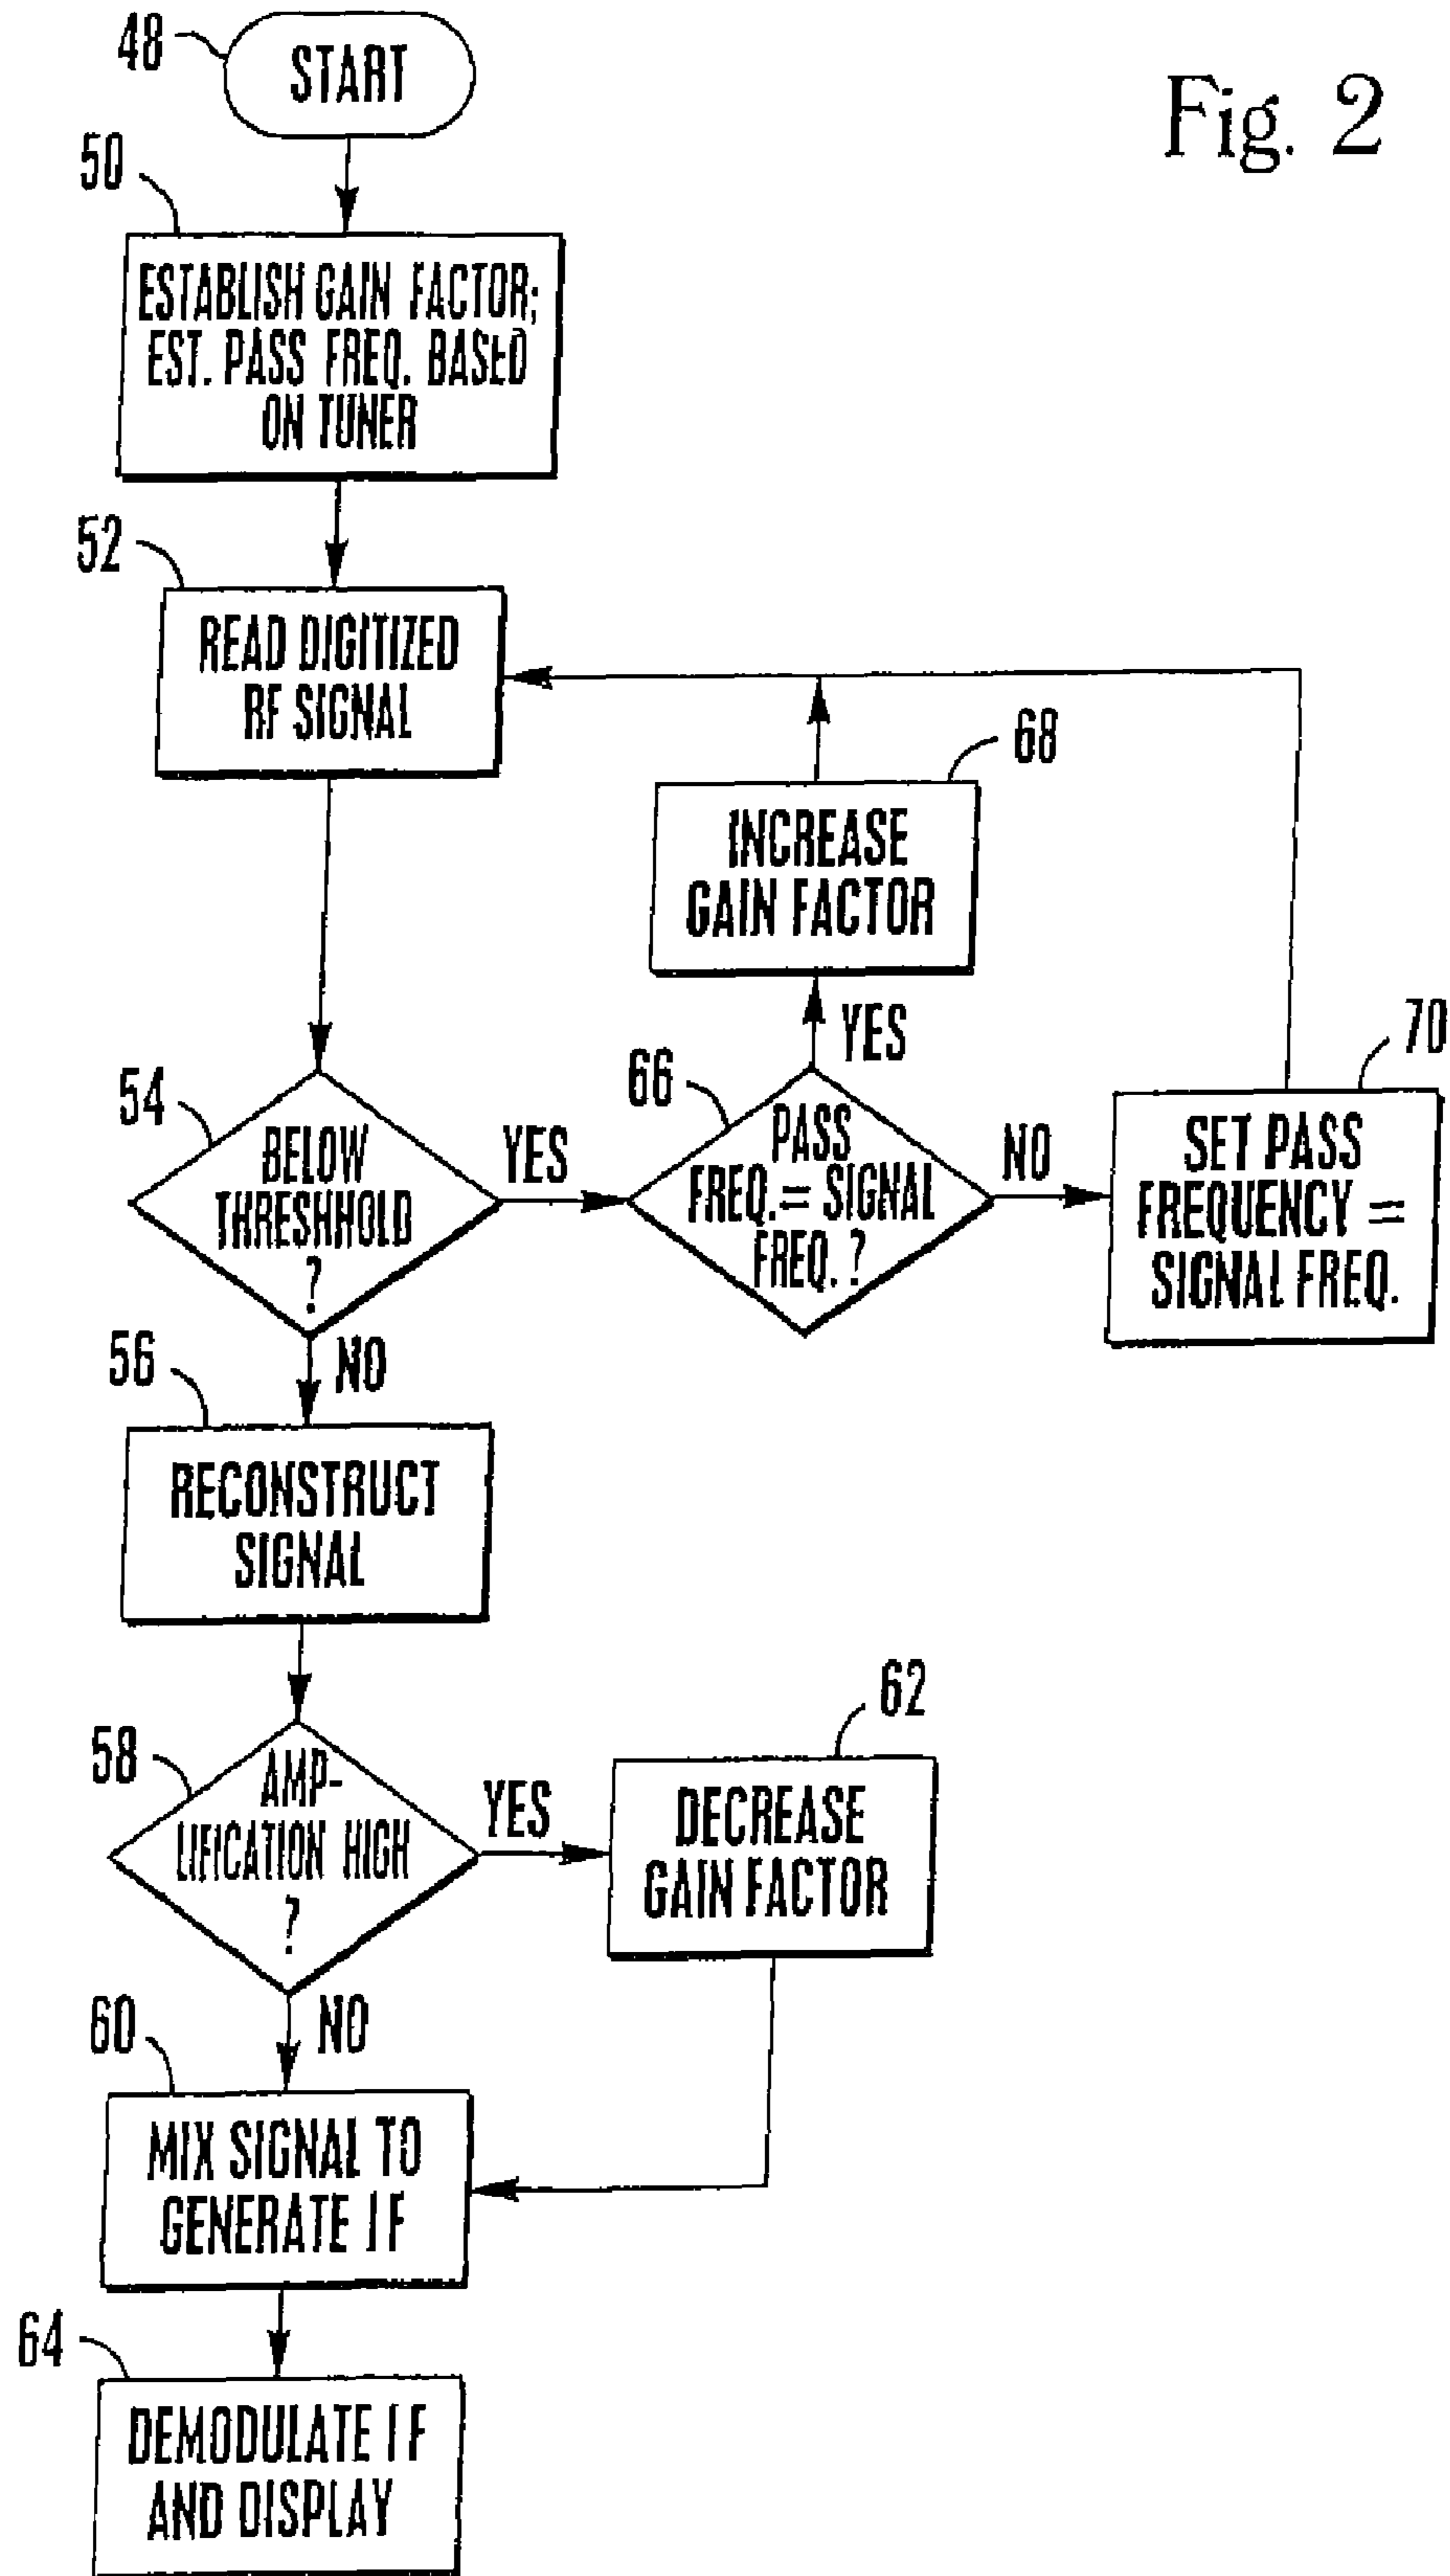 Fig. 2
48
START
50
ESTABLISH GAIN FACTOR;
EST. PASS FREQ. BASED
ON TUNER
52
READ DIGITIZED
RF SIGNAL
68
INCREASE
GAIN FACTOR
54
BELOW
THRESHHOLD
?
YES
66
PASS
FREQ. = SIGNAL
FREQ. ?
YES
NO
70
SET PASS
FREQUENCY =
SIGNAL FREQ.
NO
56
RECONSTRUCT
SIGNAL
58
AMP-
LIFICATION HIGH
?
YES
62
DECREASE
GAIN FACTOR
NO
60
MIX SIGNAL TO
GENERATE IF
64
DEMODULATE IF
AND DISPLAY